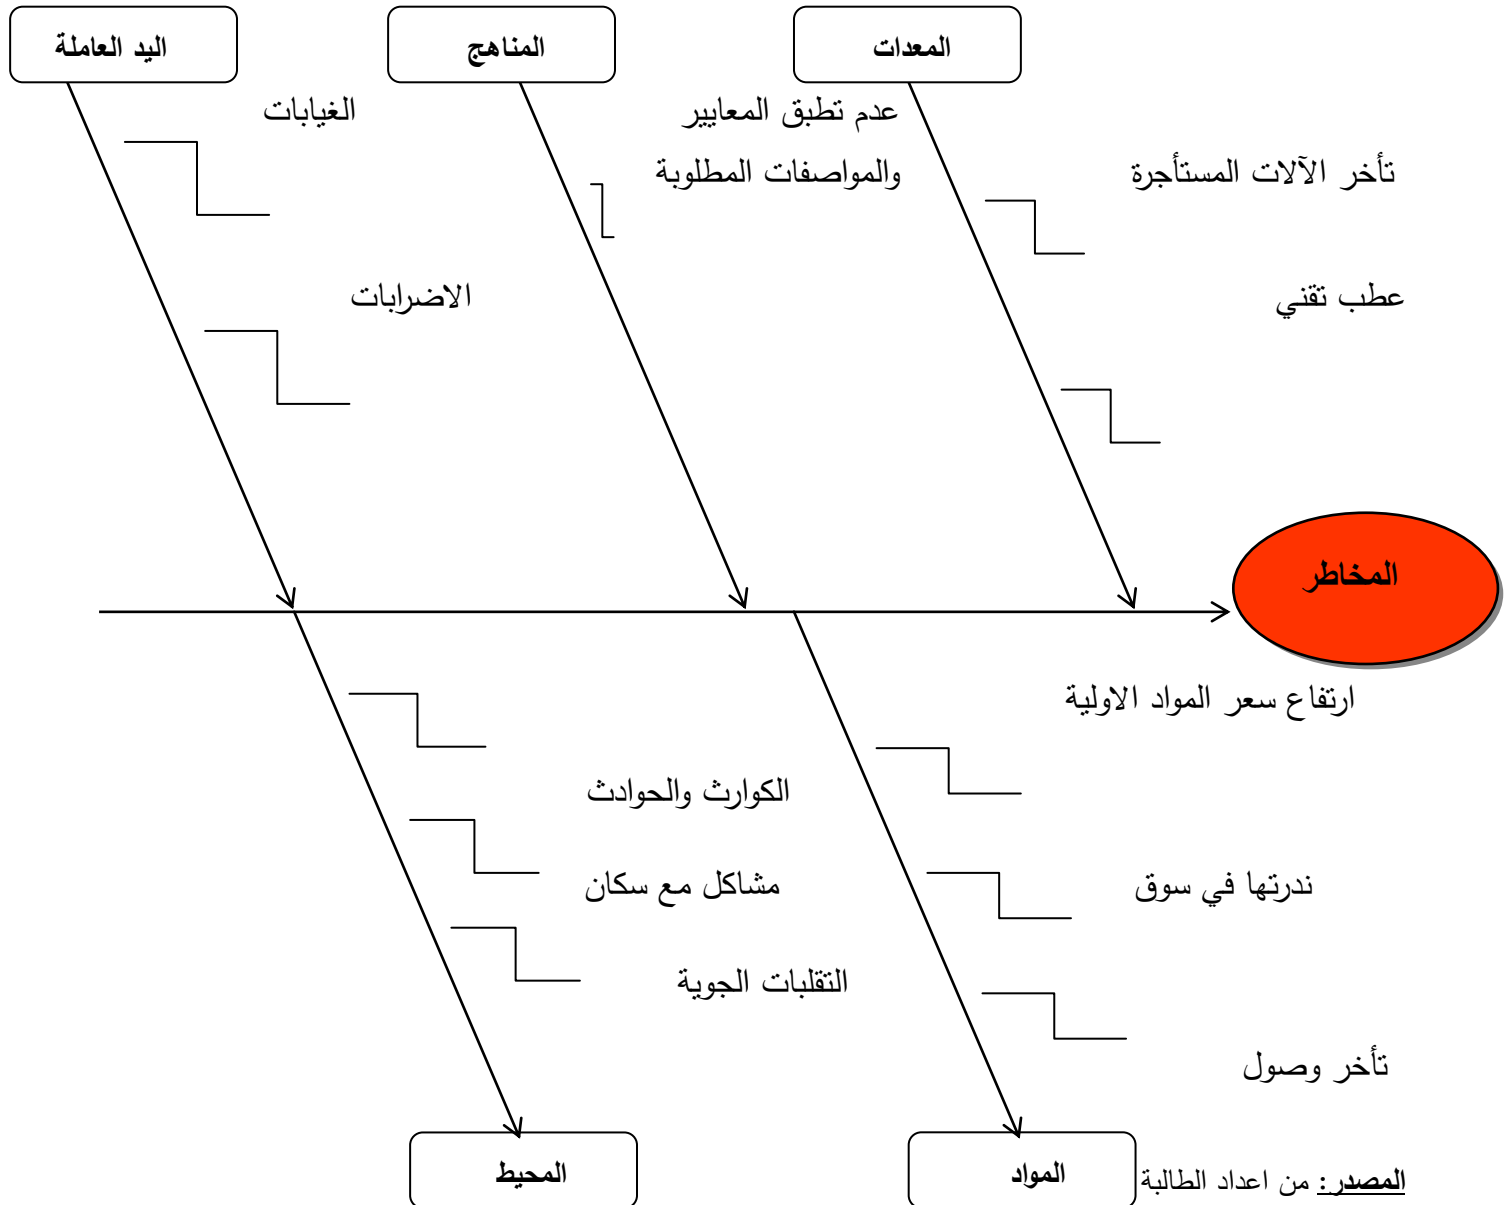 المعدات
المناهج
اليد العاملة
عدم تطبق المعايير
والمواصفات المطلوبة
الغيابات
تأخر الآلات المستأجرة
عطب تقني
الاضرابات
المخاطر
ارتفاع سعر المواد الاولية
الكوارث والحوادث
ندرتها في سوق
مشاكل مع سكان
التقلبات الجوية
تأخر وصول
المواد
المحيط
المصدر: من اعداد الطالبة